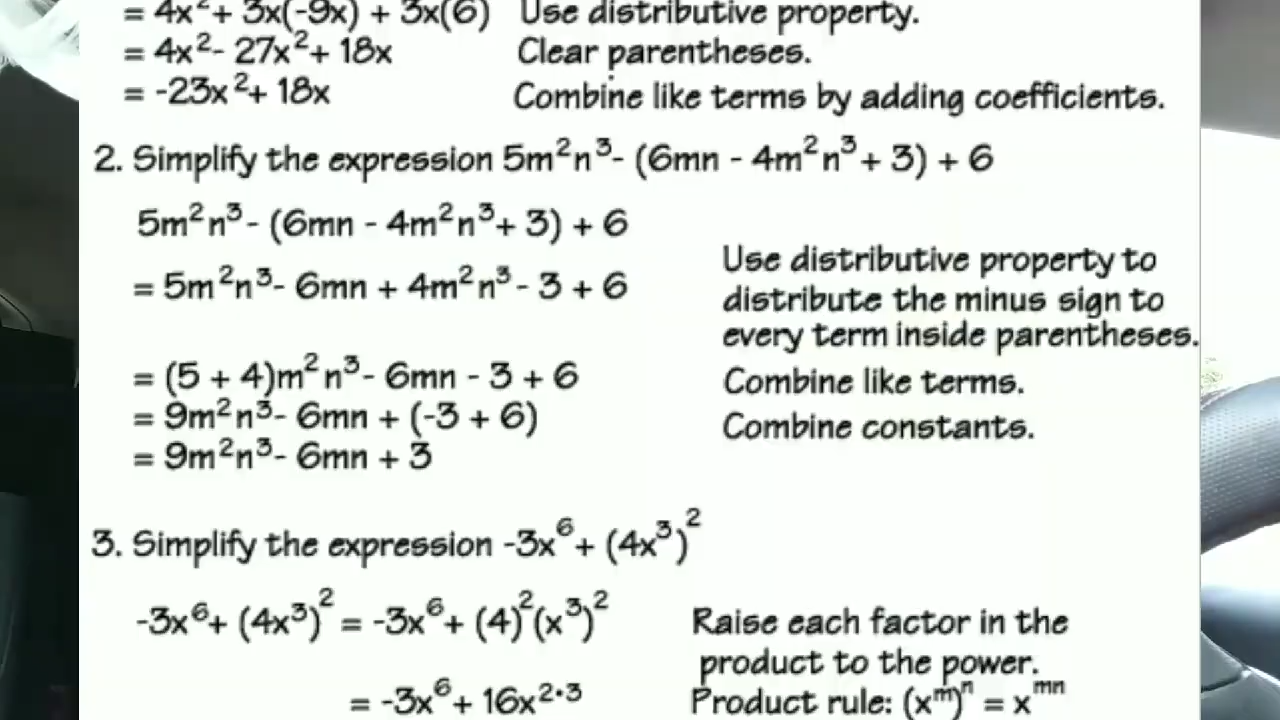 = 4x²+ 3x(-9x) + 3x(6) Use distributive property.
= 4x²- 27x²+ 18x Clear parentheses.
= -23x²+ 18x Combine like terms by adding coefficients.
2. Simplify the expression 5m²n³- (6mn - 4m²n³+ 3) + 6
5m²n³- (6mn - 4m²n³+ 3) + 6
= 5m²n³- 6mn + 4m²n³- 3 + 6
Use distributive property to
distribute the minus sign to
every term inside parentheses.
= (5 + 4)m²n³- 6mn - 3 + 6 Combine like terms.
= 9m²n³- 6mn + (-3 + 6) Combine constants.
= 9m²n³- 6mn + 3
3. Simplify the expression -3x⁶+ (4x³)²
-3x⁶+ (4x³)² = -3x⁶+ (4)²(x³)² Raise each factor in the
product to the power.
= -3x⁶+ 16x²·³ Product rule: (xᵐ)ⁿ = xᵐⁿ